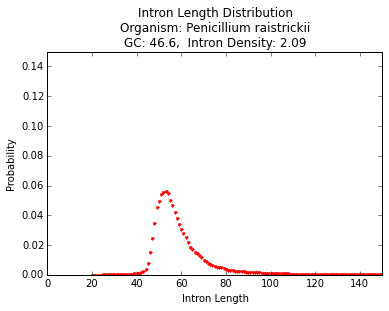 Intron Length Distribution
Organism: Penicillium raistrickii
GC: 46.6,  Intron Density: 2.09
0.14
0.12
0.10
0.08
0.06
0.04
0.02
0.00
Probability
0 20 40 60 80 100 120 140
Intron Length